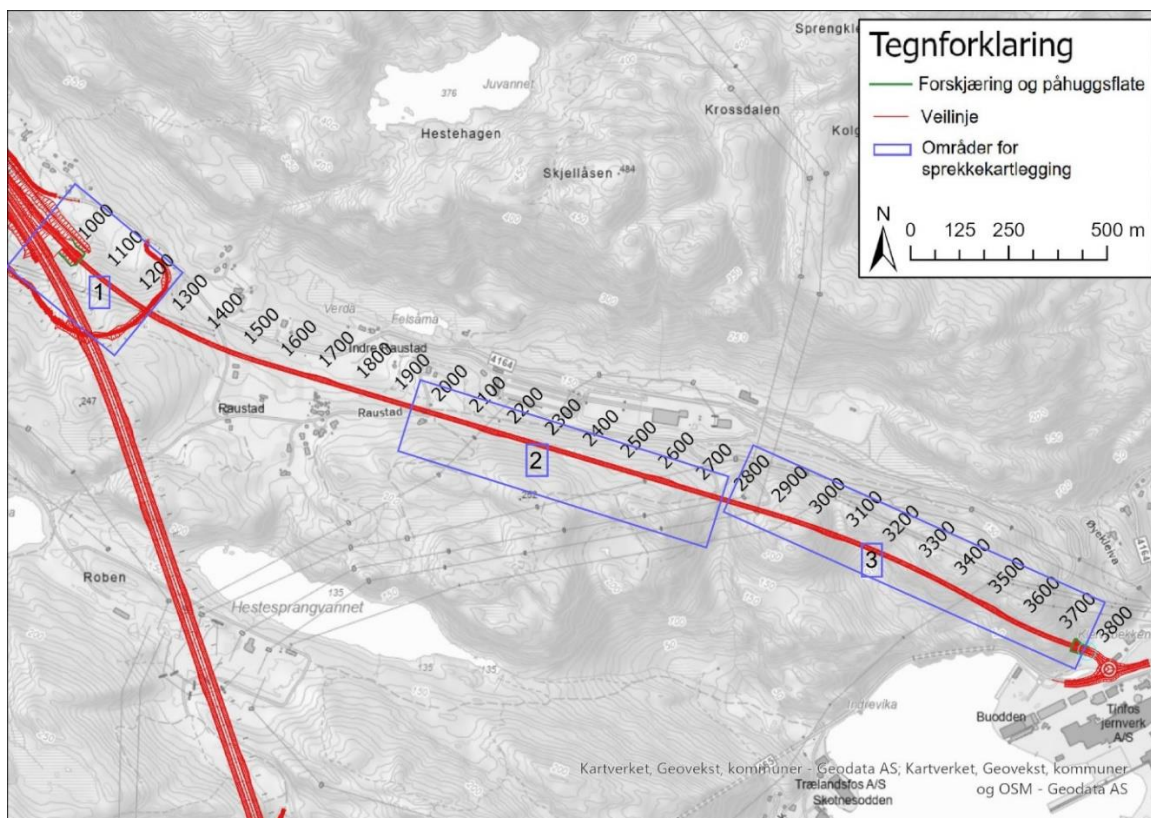 Tegnforklaring
Forskjæring og påhuggsflate
Veilinje
Områder for
sprekkekartlegging
N
0 125 250 500 m
Juvannet
376
Hestehagen
Krossdalen
Skjellåsen
484
1000
1100
1200
1300
1400
1500
1600
1700
1800
1900
2000
2100
2200
2300
2400
2500
2600
2700
2800
2900
3000
3100
3200
3300
3400
3500
3600
3700
3800
1
2
3
Verdå
Indre Raustad
4164
Raustad
Raustad
247
Roben
Hestesprangvannet
135
135
135
Øyekleiva
4164
Indrevika
Buodden
Tinfos
jernverk
A/S
Trælandsfos A/S
Skotnesodden
Kartverket, Geovekst, kommuner - Geodata AS; Kartverket, Geovekst, kommuner
og OSM - Geodata AS